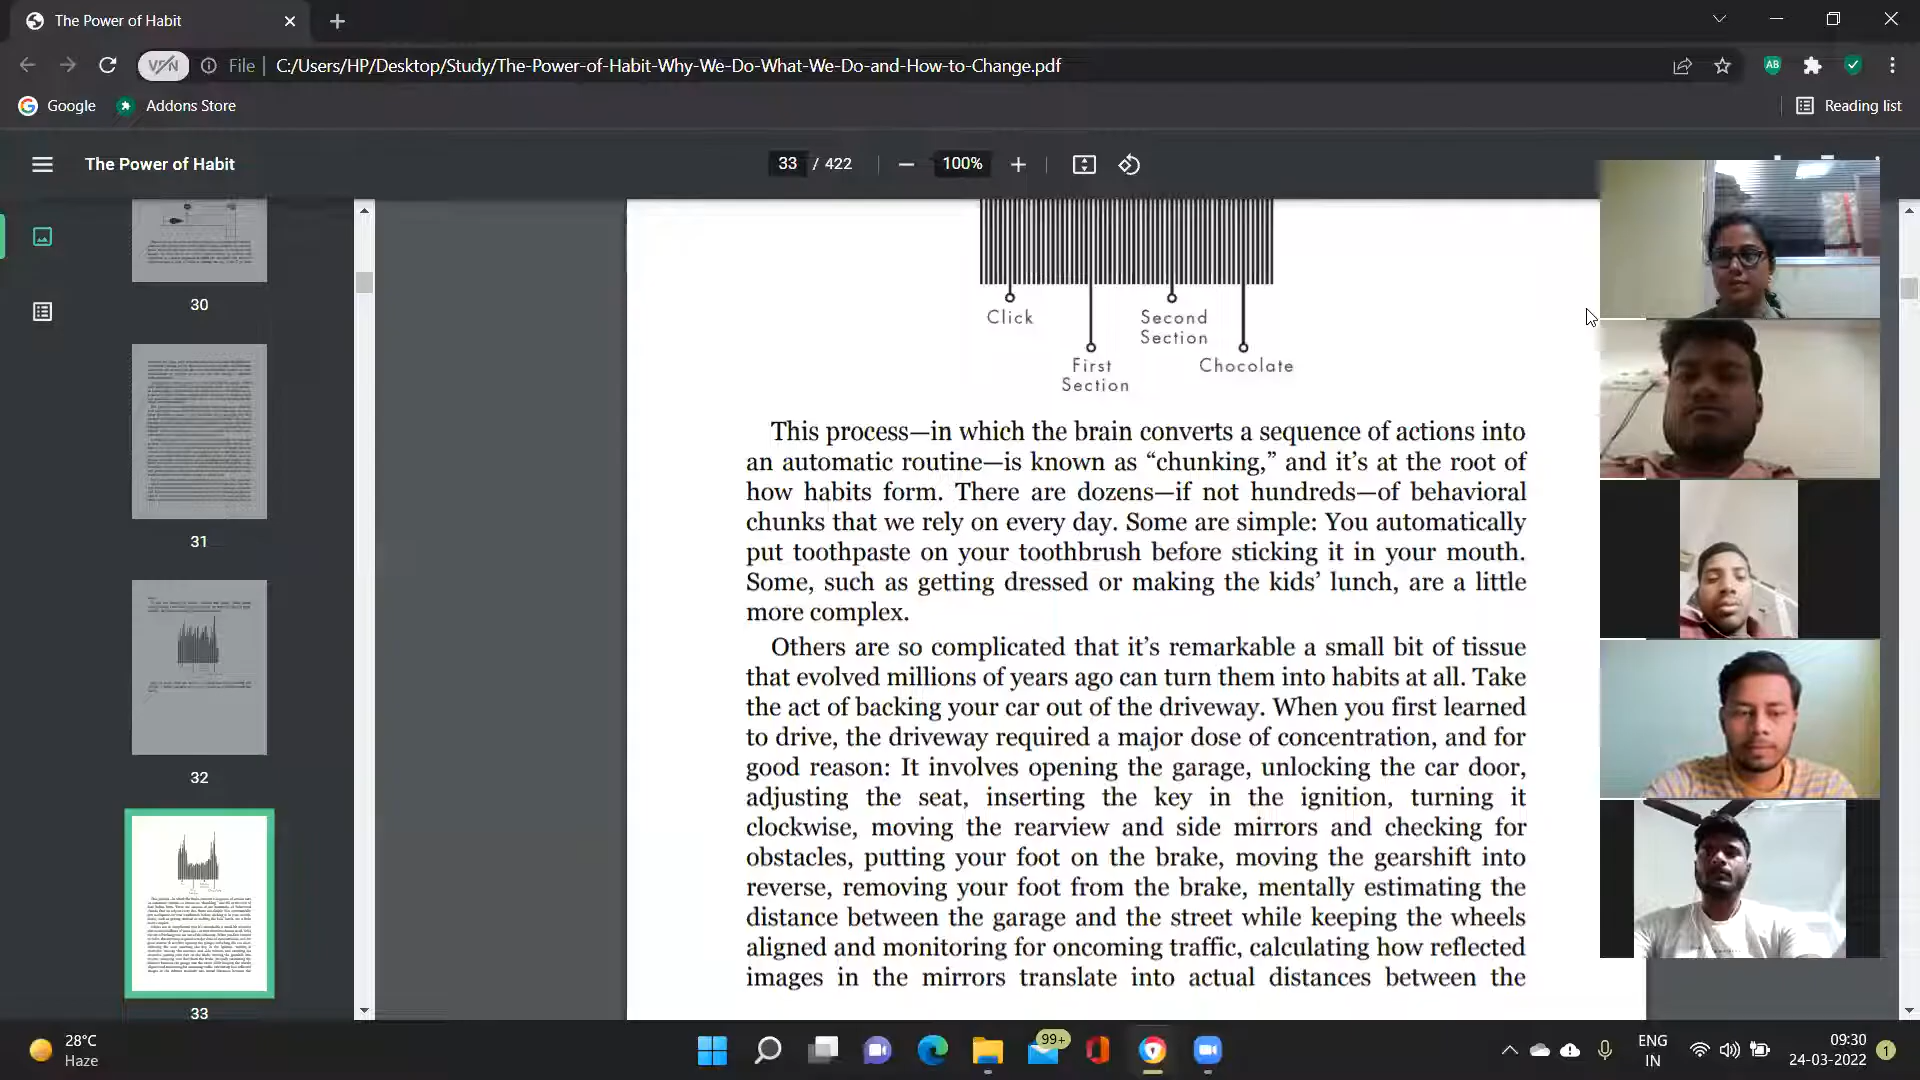 The Power of Habit
VPN
File
C:/Users/HP/Desktop/Study/The-Power-of-Habit-Why-We-Do-What-We-Do-and-How-to-Change.pdf
AB
Google
Addons Store
Reading list
The Power of Habit
33 / 422
100%
30
31
32
33
Click
First
Section
Second
Section
Chocolate
This process—in which the brain converts a sequence of actions into
an automatic routine—is known as “chunking,” and it’s at the root of
how habits form. There are dozens—if not hundreds—of behavioral
chunks that we rely on every day. Some are simple: You automatically
put toothpaste on your toothbrush before sticking it in your mouth.
Some, such as getting dressed or making the kids’ lunch, are a little
more complex.
Others are so complicated that it’s remarkable a small bit of tissue
that evolved millions of years ago can turn them into habits at all. Take
the act of backing your car out of the driveway. When you first learned
to drive, the driveway required a major dose of concentration, and for
good reason: It involves opening the garage, unlocking the car door,
adjusting the seat, inserting the key in the ignition, turning it
clockwise, moving the rearview and side mirrors and checking for
obstacles, putting your foot on the brake, moving the gearshift into
reverse, removing your foot from the brake, mentally estimating the
distance between the garage and the street while keeping the wheels
aligned and monitoring for oncoming traffic, calculating how reflected
images in the mirrors translate into actual distances between the
28°C
Haze
99+
ENG
IN
09:30
24-03-2022
1